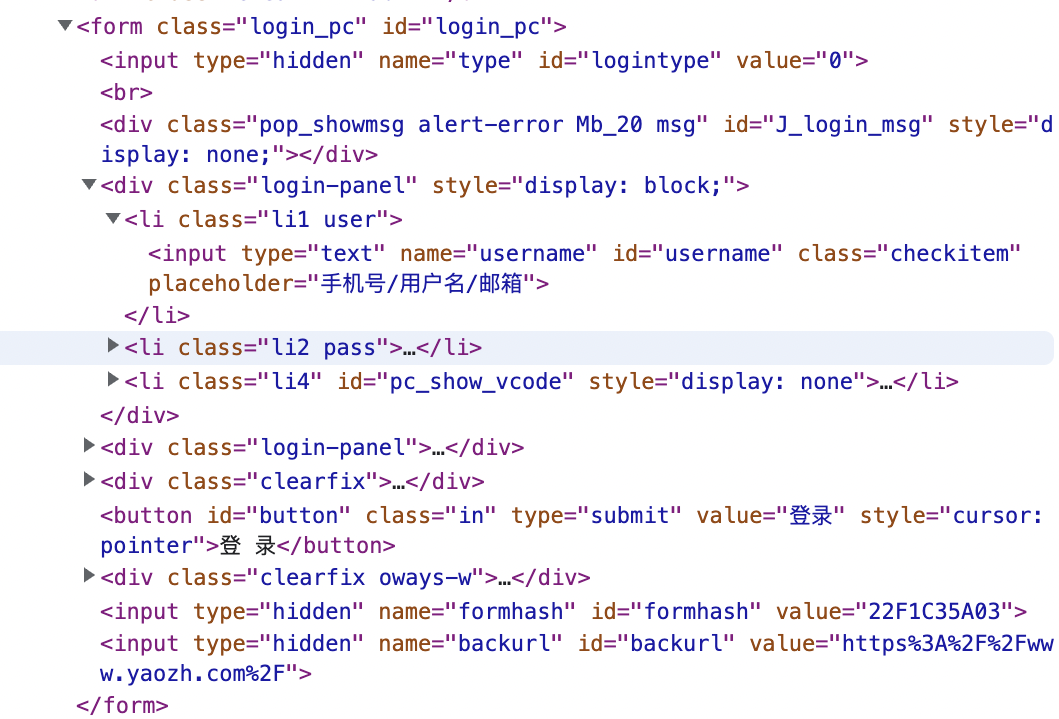 <form class="login_pc" id="login_pc">
<input type="hidden" name="type" id="logintype" value="0">
<br>
<div class="pop_showmsg alert-error Mb_20 msg" id="J_login_msg" style="d
isplay: none;"></div>
<div class="login-panel" style="display: block;">
<li class="li1 user">
<input type="text" name="username" id="username" class="checkitem"
placeholder="手机号/用户名/邮箱">
</li>
<li class="li2 pass">…</li>
<li class="li4" id="pc_show_vcode" style="display: none">…</li>
</div>
<div class="login-panel">…</div>
<div class="clearfix">…</div>
<button id="button" class="in" type="submit" value="登录" style="cursor:
pointer">登 录</button>
<div class="clearfix oways-w">…</div>
<input type="hidden" name="formhash" id="formhash" value="22F1C35A03">
<input type="hidden" name="backurl" id="backurl" value="https%3A%2F%2Fww
w.yaozh.com%2F">
</form>